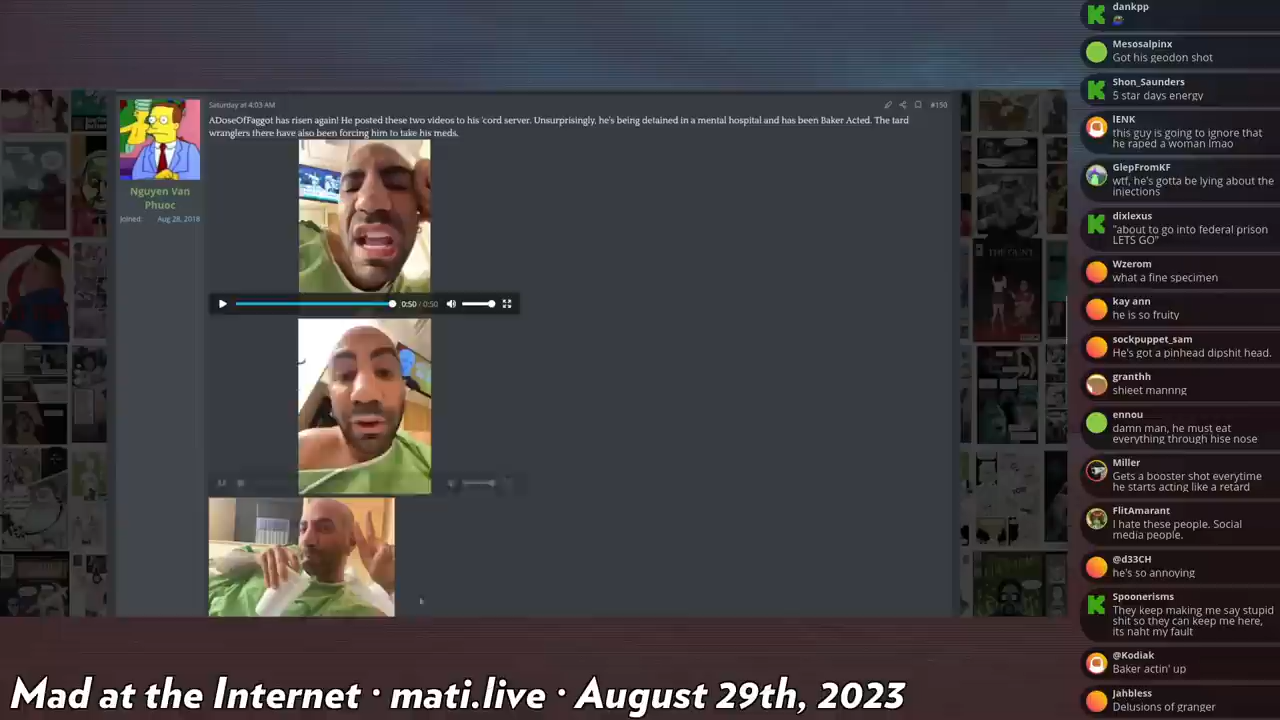 Saturday at 4:03 AM
#150
ADoseOfFaggot has risen again! He posted these two videos to his 'cord server. Unsurprisingly, he's being detained in a mental hospital and has been Baker Acted. The tard
wranglers there have also been forcing him to take his meds.
Nguyen Van
Phuoc
Joined: Aug 28, 2018
0:50 / 0:50
dankpp
Mesosalpinx
Got his geodon shot
Shon_Saunders
5 star days energy
IENK
this guy is going to ignore that
he raped a woman lmao
GlepFromKF
wtf, he's gotta be lying about the
injections
dixlexus
"about to go into federal prison
LETS GO"
Wzerom
what a fine specimen
kay ann
he is so fruity
sockpuppet_sam
He's got a pinhead dipshit head.
granthh
shieet mannng
ennou
damn man, he must eat
everything through hise nose
Miller
Gets a booster shot everytime
he starts acting like a retard
FlitAmarant
I hate these people. Social
media people.
@d33CH
he's so annoying
Spoonerisms
They keep making me say stupid
shit so they can keep me here,
its naht my fault
@Kodiak
Baker actin' up
Jahbless
Delusions of granger
Mad at the Internet · mati.live · August 29th, 2023